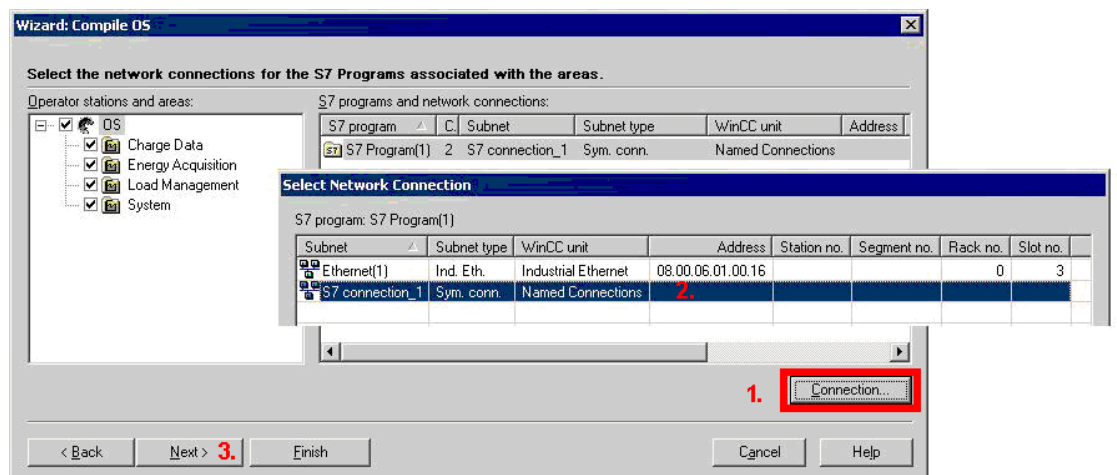 Wizard: Compile OS
Select the network connections for the S7 Programs associated with the areas.
Operator stations and areas:
OS
Charge Data
Energy Acquisition
Load Management
System
S7 programs and network connections:
S7 program C. Subnet Subnet type WinCC unit Address
S7 Program(1) 2 S7 connection_1 Sym. conn. Named Connections
Select Network Connection
S7 program: S7 Program(1)
Subnet Subnet type WinCC unit Address Station no. Segment no. Rack no. Slot no.
Ethernet(1) Ind. Eth. Industrial Ethernet 08.00.06.01.00.16 0 3
S7 connection_1 Sym. conn. Named Connections 2.
1. Connection...
< Back Next > 3. Finish Cancel Help